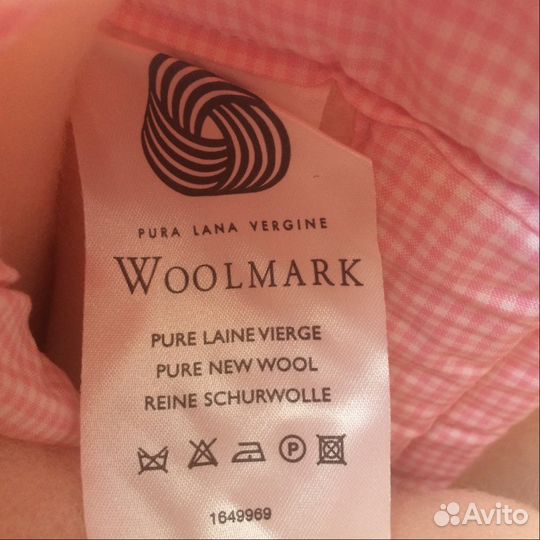 PURA LANA VERGINE
WOOLMARK
PURE LAINE VIERGE
PURE NEW WOOL
REINE SCHURWOLLE
P
1649969
Avito